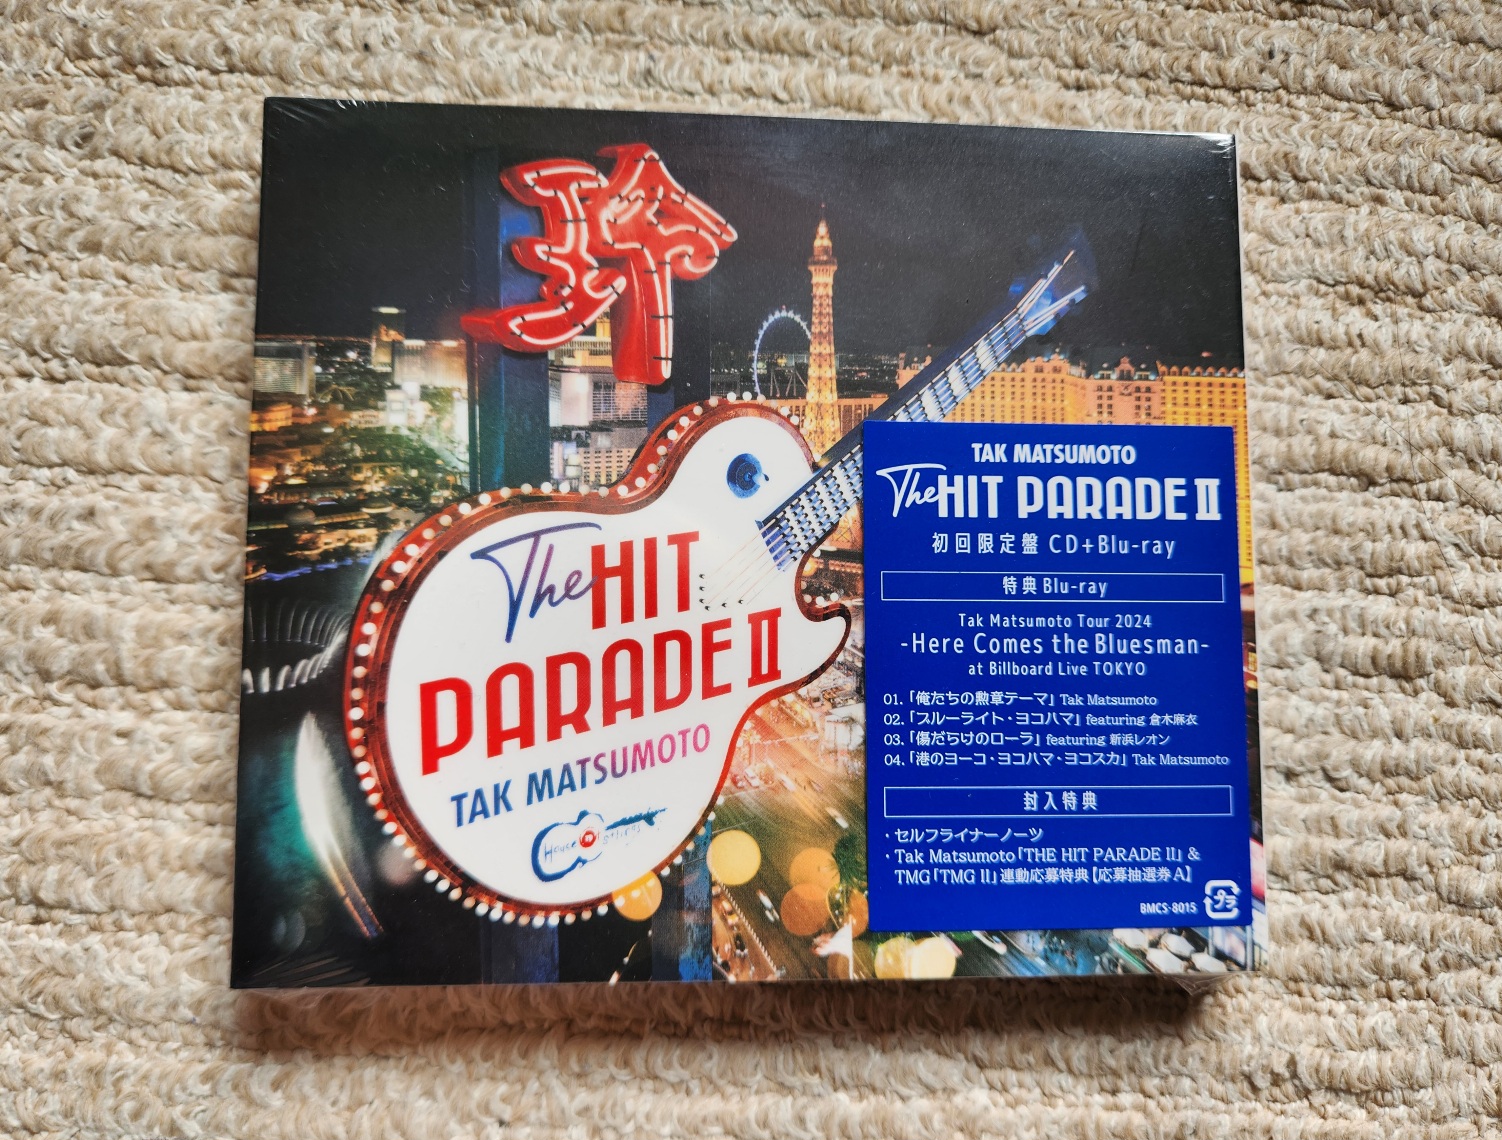 The HIT
PARADE II
TAK MATSUMOTO
House of Strings
TAK MATSUMOTO
The HIT PARADE II
初回限定盤 CD+Blu-ray
特典Blu-ray
Tak Matsumoto Tour 2024
-Here Comes the Bluesman-
at Billboard Live TOKYO
01.「俺たちの勲章テーマ」Tak Matsumoto
02.「ブルーライト・ヨコハマ」featuring 倉木麻衣
03.「傷だらけのローラ」featuring 新浜レオン
04.「港のヨーコ・ヨコハマ・ヨコスカ」Tak Matsumoto
封入特典
・セルフライナーノーツ
・Tak Matsumoto「THE HIT PARADE II」&
TMG「TMG II」連動応募特典【応募抽選券A】
BMCS-8015
プラ